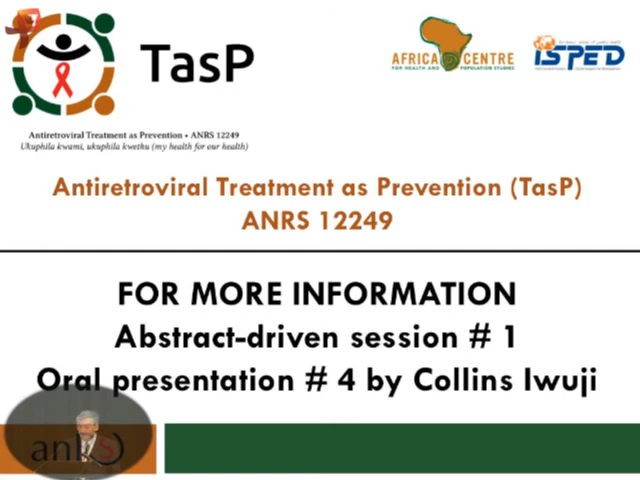 TasP
AFRICA CENTRE
FOR HEALTH AND POPULATION STUDIES
ISPED
Antiretroviral Treatment as Prevention • ANRS 12249
Ukuphila kwami, ukuphila kwethu (my health for our health)
Antiretroviral Treatment as Prevention (TasP)
ANRS 12249
FOR MORE INFORMATION
Abstract-driven session # 1
Oral presentation # 4 by Collins Iwuji
anRS